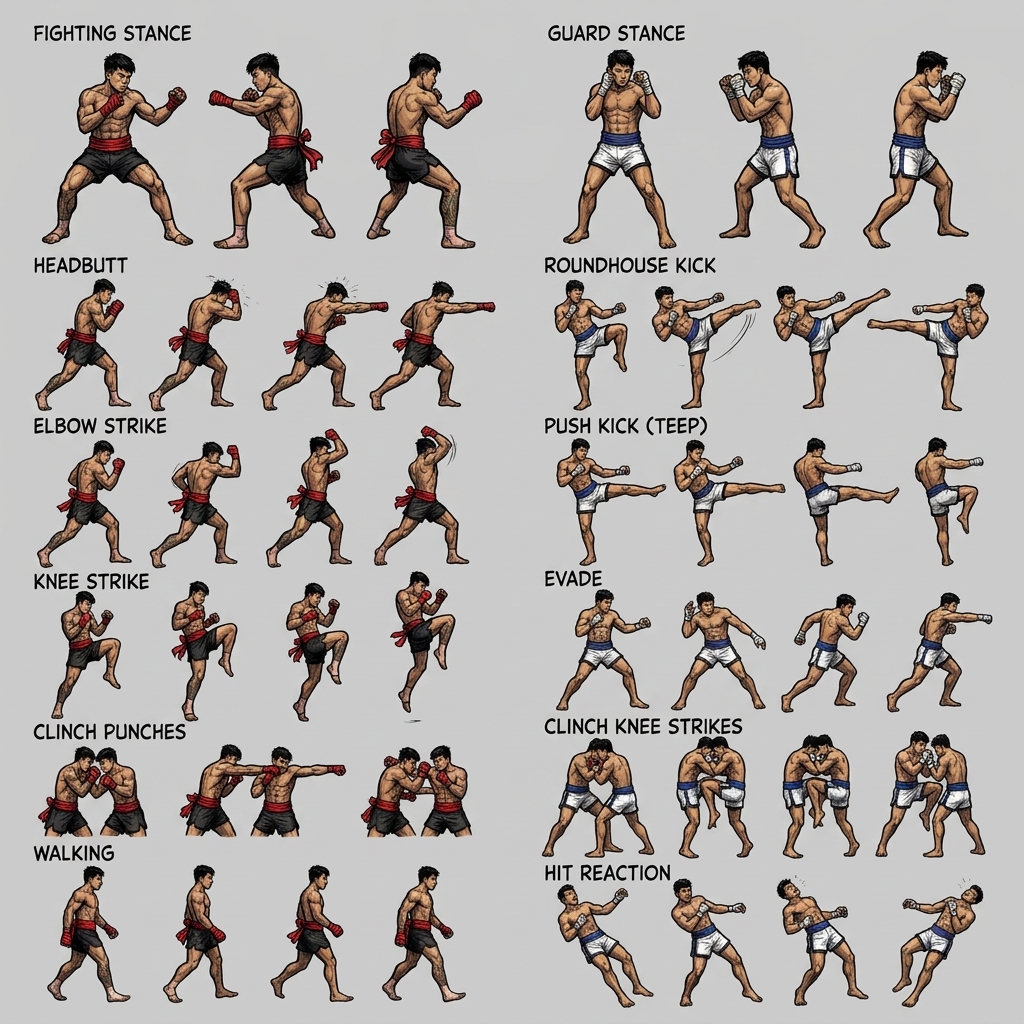 FIGHTING STANCE
HEADBUTT
ELBOW STRIKE
KNEE STRIKE
CLINCH PUNCHES
WALKING
GUARD STANCE
ROUNDHOUSE KICK
PUSH KICK (TEEP)
EVADE
CLINCH KNEE STRIKES
HIT REACTION